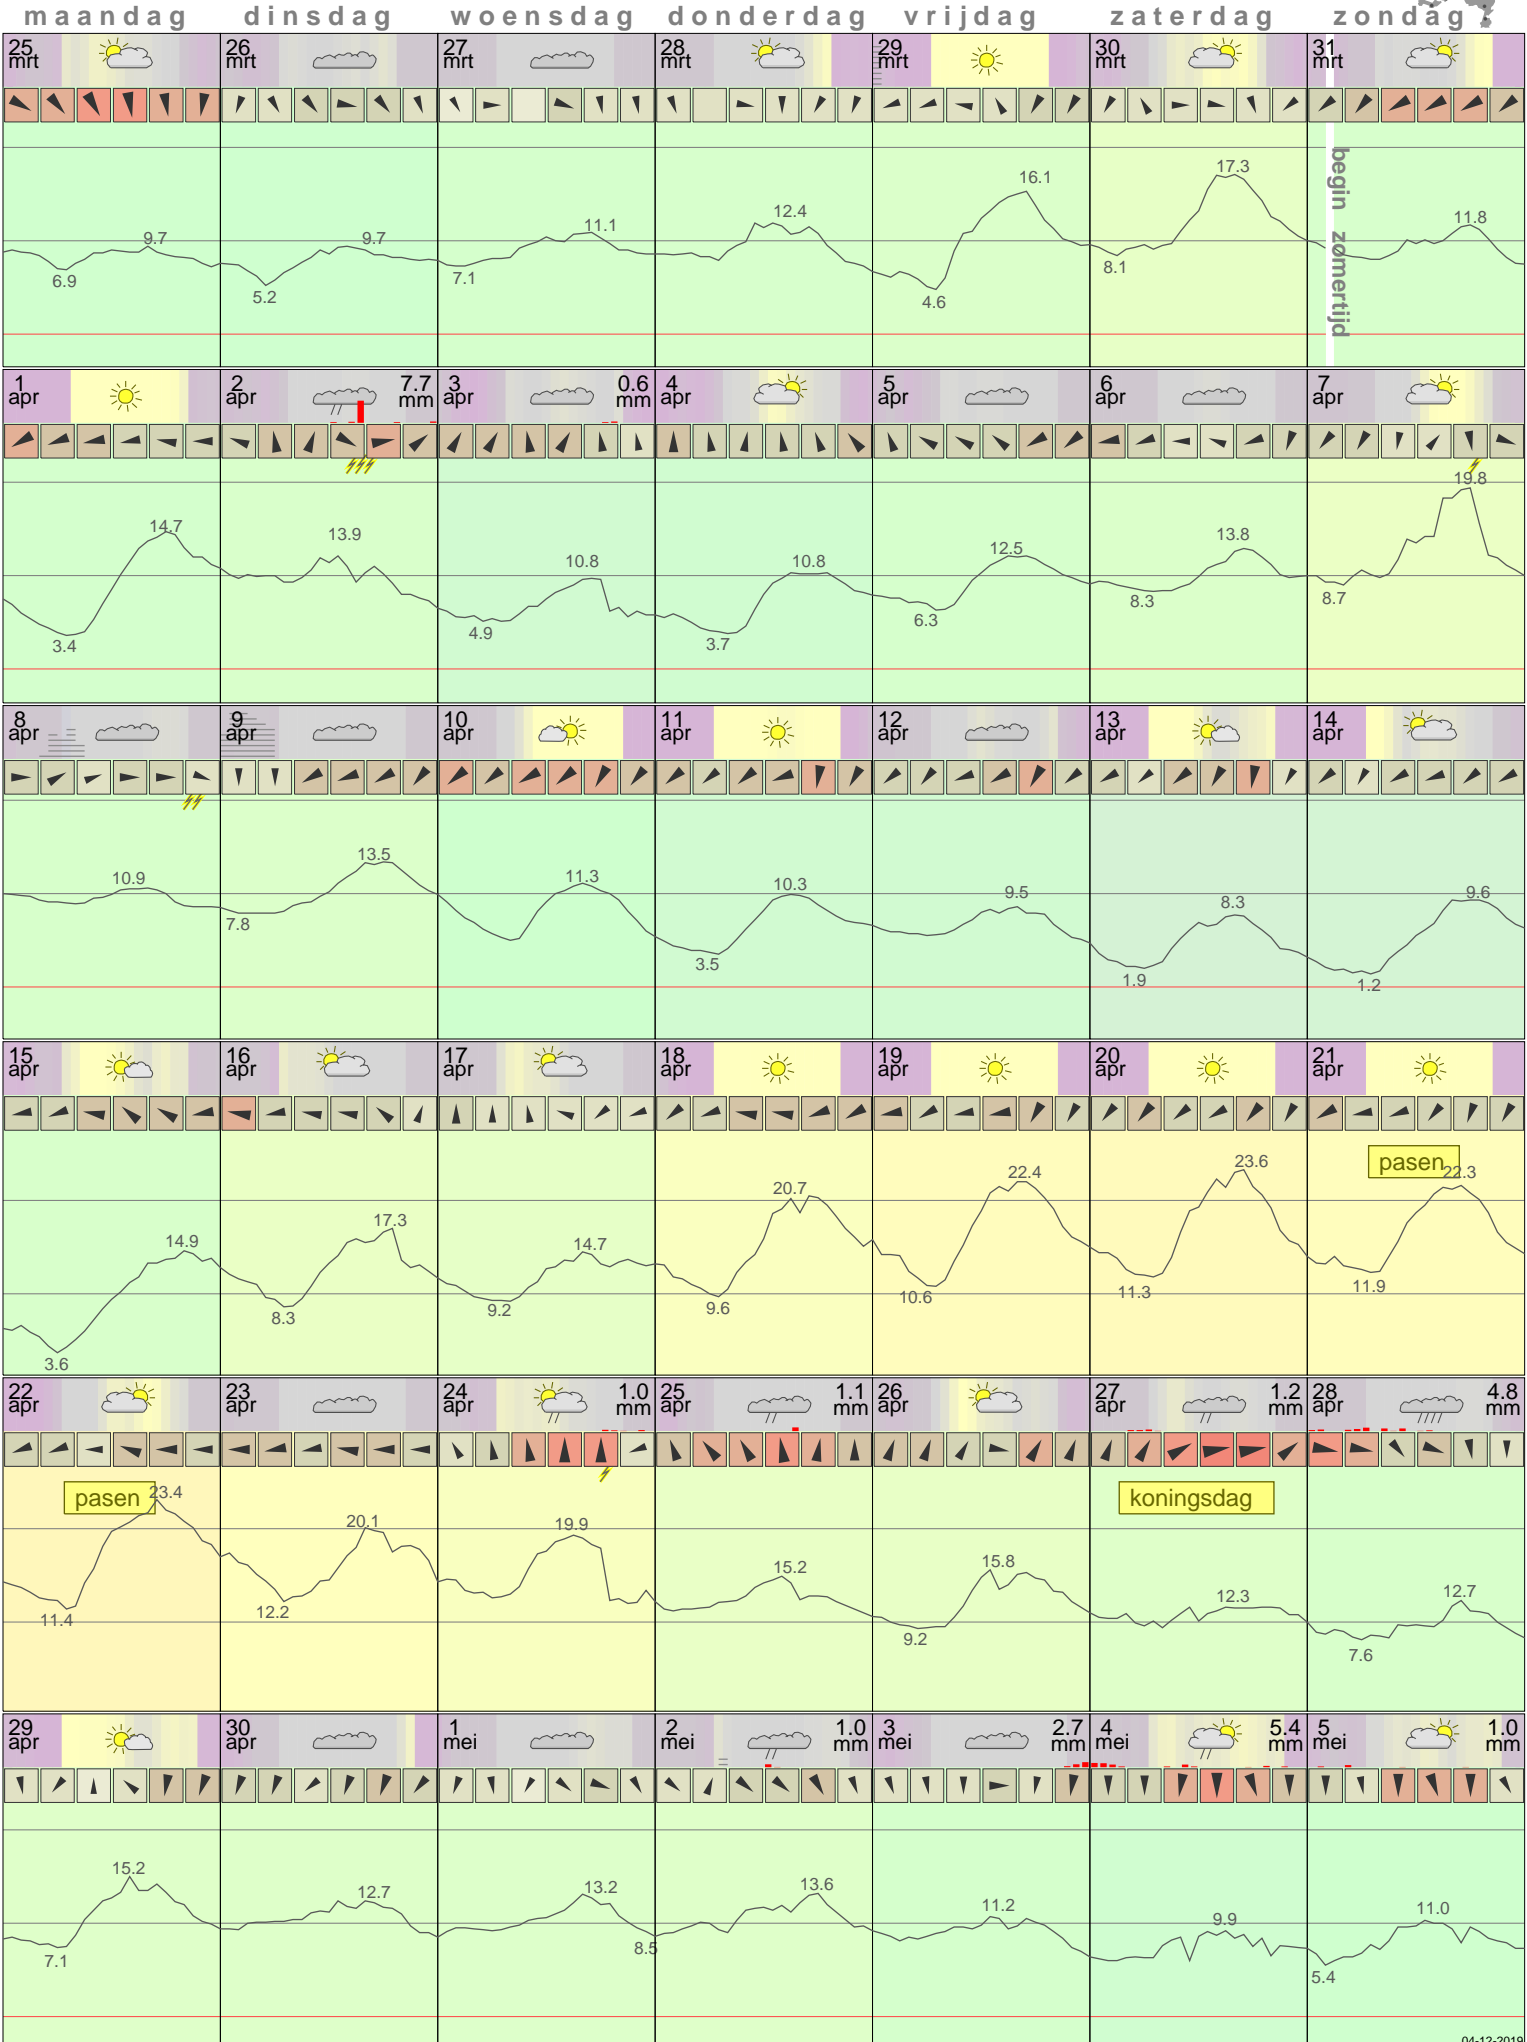 maandag dinsdag woensdag donderdag vrijdag zaterdag zondag
25 26 27 28 29 30 31
mrt mrt mrt mrt mrt mrt mrt
begin zømertijd
17.3
16.1
12.4
11.1 11.8
9.7 9.7
8.1
6.9 7.1
5.2 4.6
1 2 7.7 3 0.6 4 5 6 7
apr apr mm apr mm apr apr apr apr
19.8
14.7 13.9 13.8
12.5
10.8 10.8
8.3 8.7
6.3
3.4 4.9 3.7
8 9 10 11 12 13 14
apr apr apr apr apr apr apr
13.5
10.9 11.3 10.3
9.5 8.3 9.6
7.8
3.5 1.9 1.2
15 16 17 18 19 20 21
apr apr apr apr apr apr apr
pasen
23.6
20.7 22.4 22.3
17.3
14.9 14.7
11.3 11.9
8.3 9.2 9.6 10.6
3.6
22 23 24 1.0 25 1.1 26 27 1.2 28 4.8
apr apr apr mm apr mm apr apr mm apr mm
pasen 23.4 koningsdag
20.1 19.9
15.2 15.8
12.3 12.7
11.4 12.2
9.2 7.6
29 30 1 2 1.0 3 2.7 4 5.4 5 1.0
apr apr mei mei mm mei mm mei mm mei mm
15.2
12.7 13.2 13.6
11.2 9.9 11.0
8.5
7.1 5.4
04-12-2019